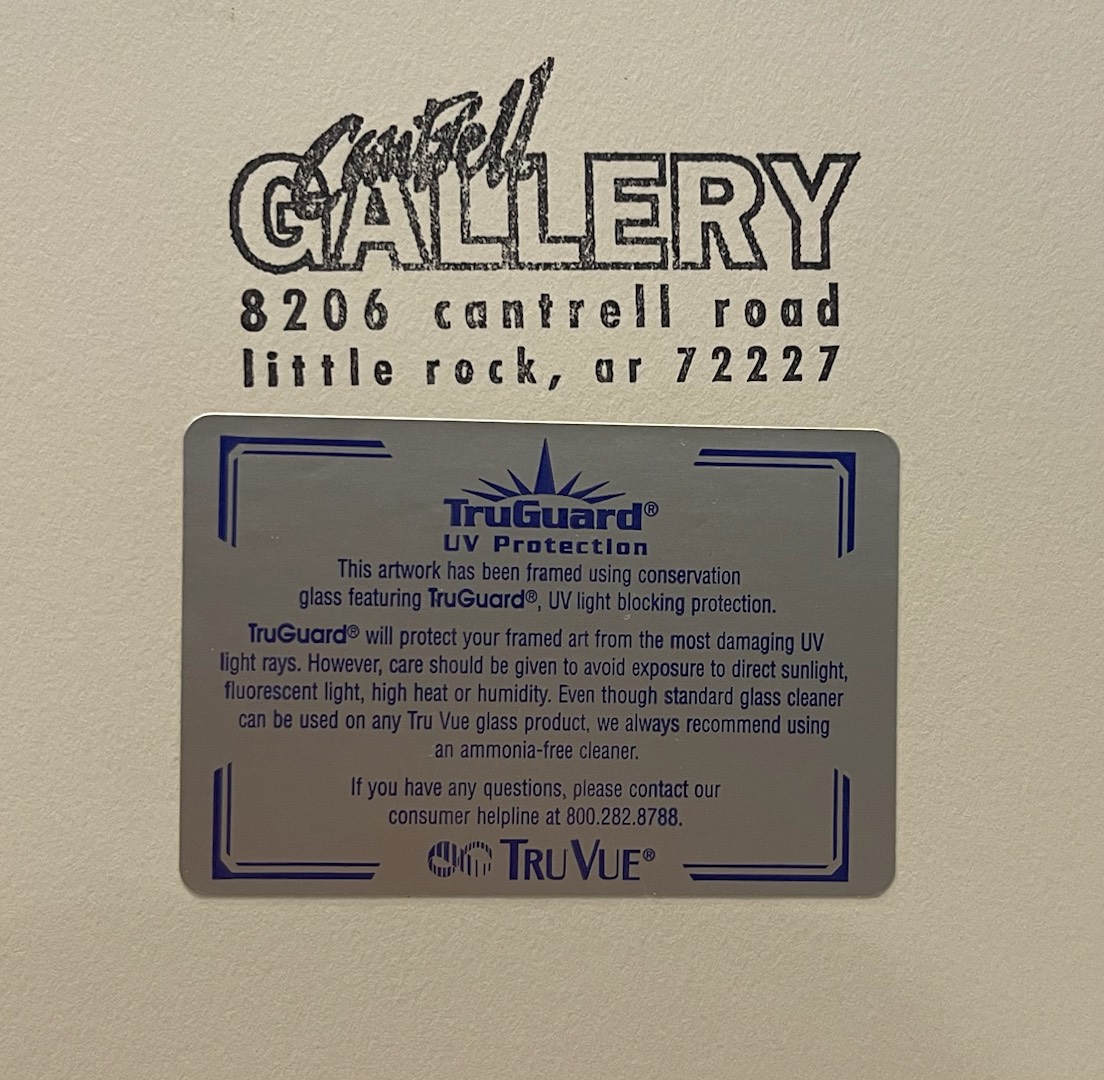 Cantrell
GALLERY
8206 cantrell road
little rock, ar 72227
TruGuard®
UV Protection
This artwork has been framed using conservation
glass featuring TruGuard®, UV light blocking protection.
TruGuard® will protect your framed art from the most damaging UV
light rays. However, care should be given to avoid exposure to direct sunlight,
fluorescent light, high heat or humidity. Even though standard glass cleaner
can be used on any Tru Vue glass product, we always recommend using
an ammonia-free cleaner.
If you have any questions, please contact our
consumer helpline at 800.282.8788.
TRU VUE®